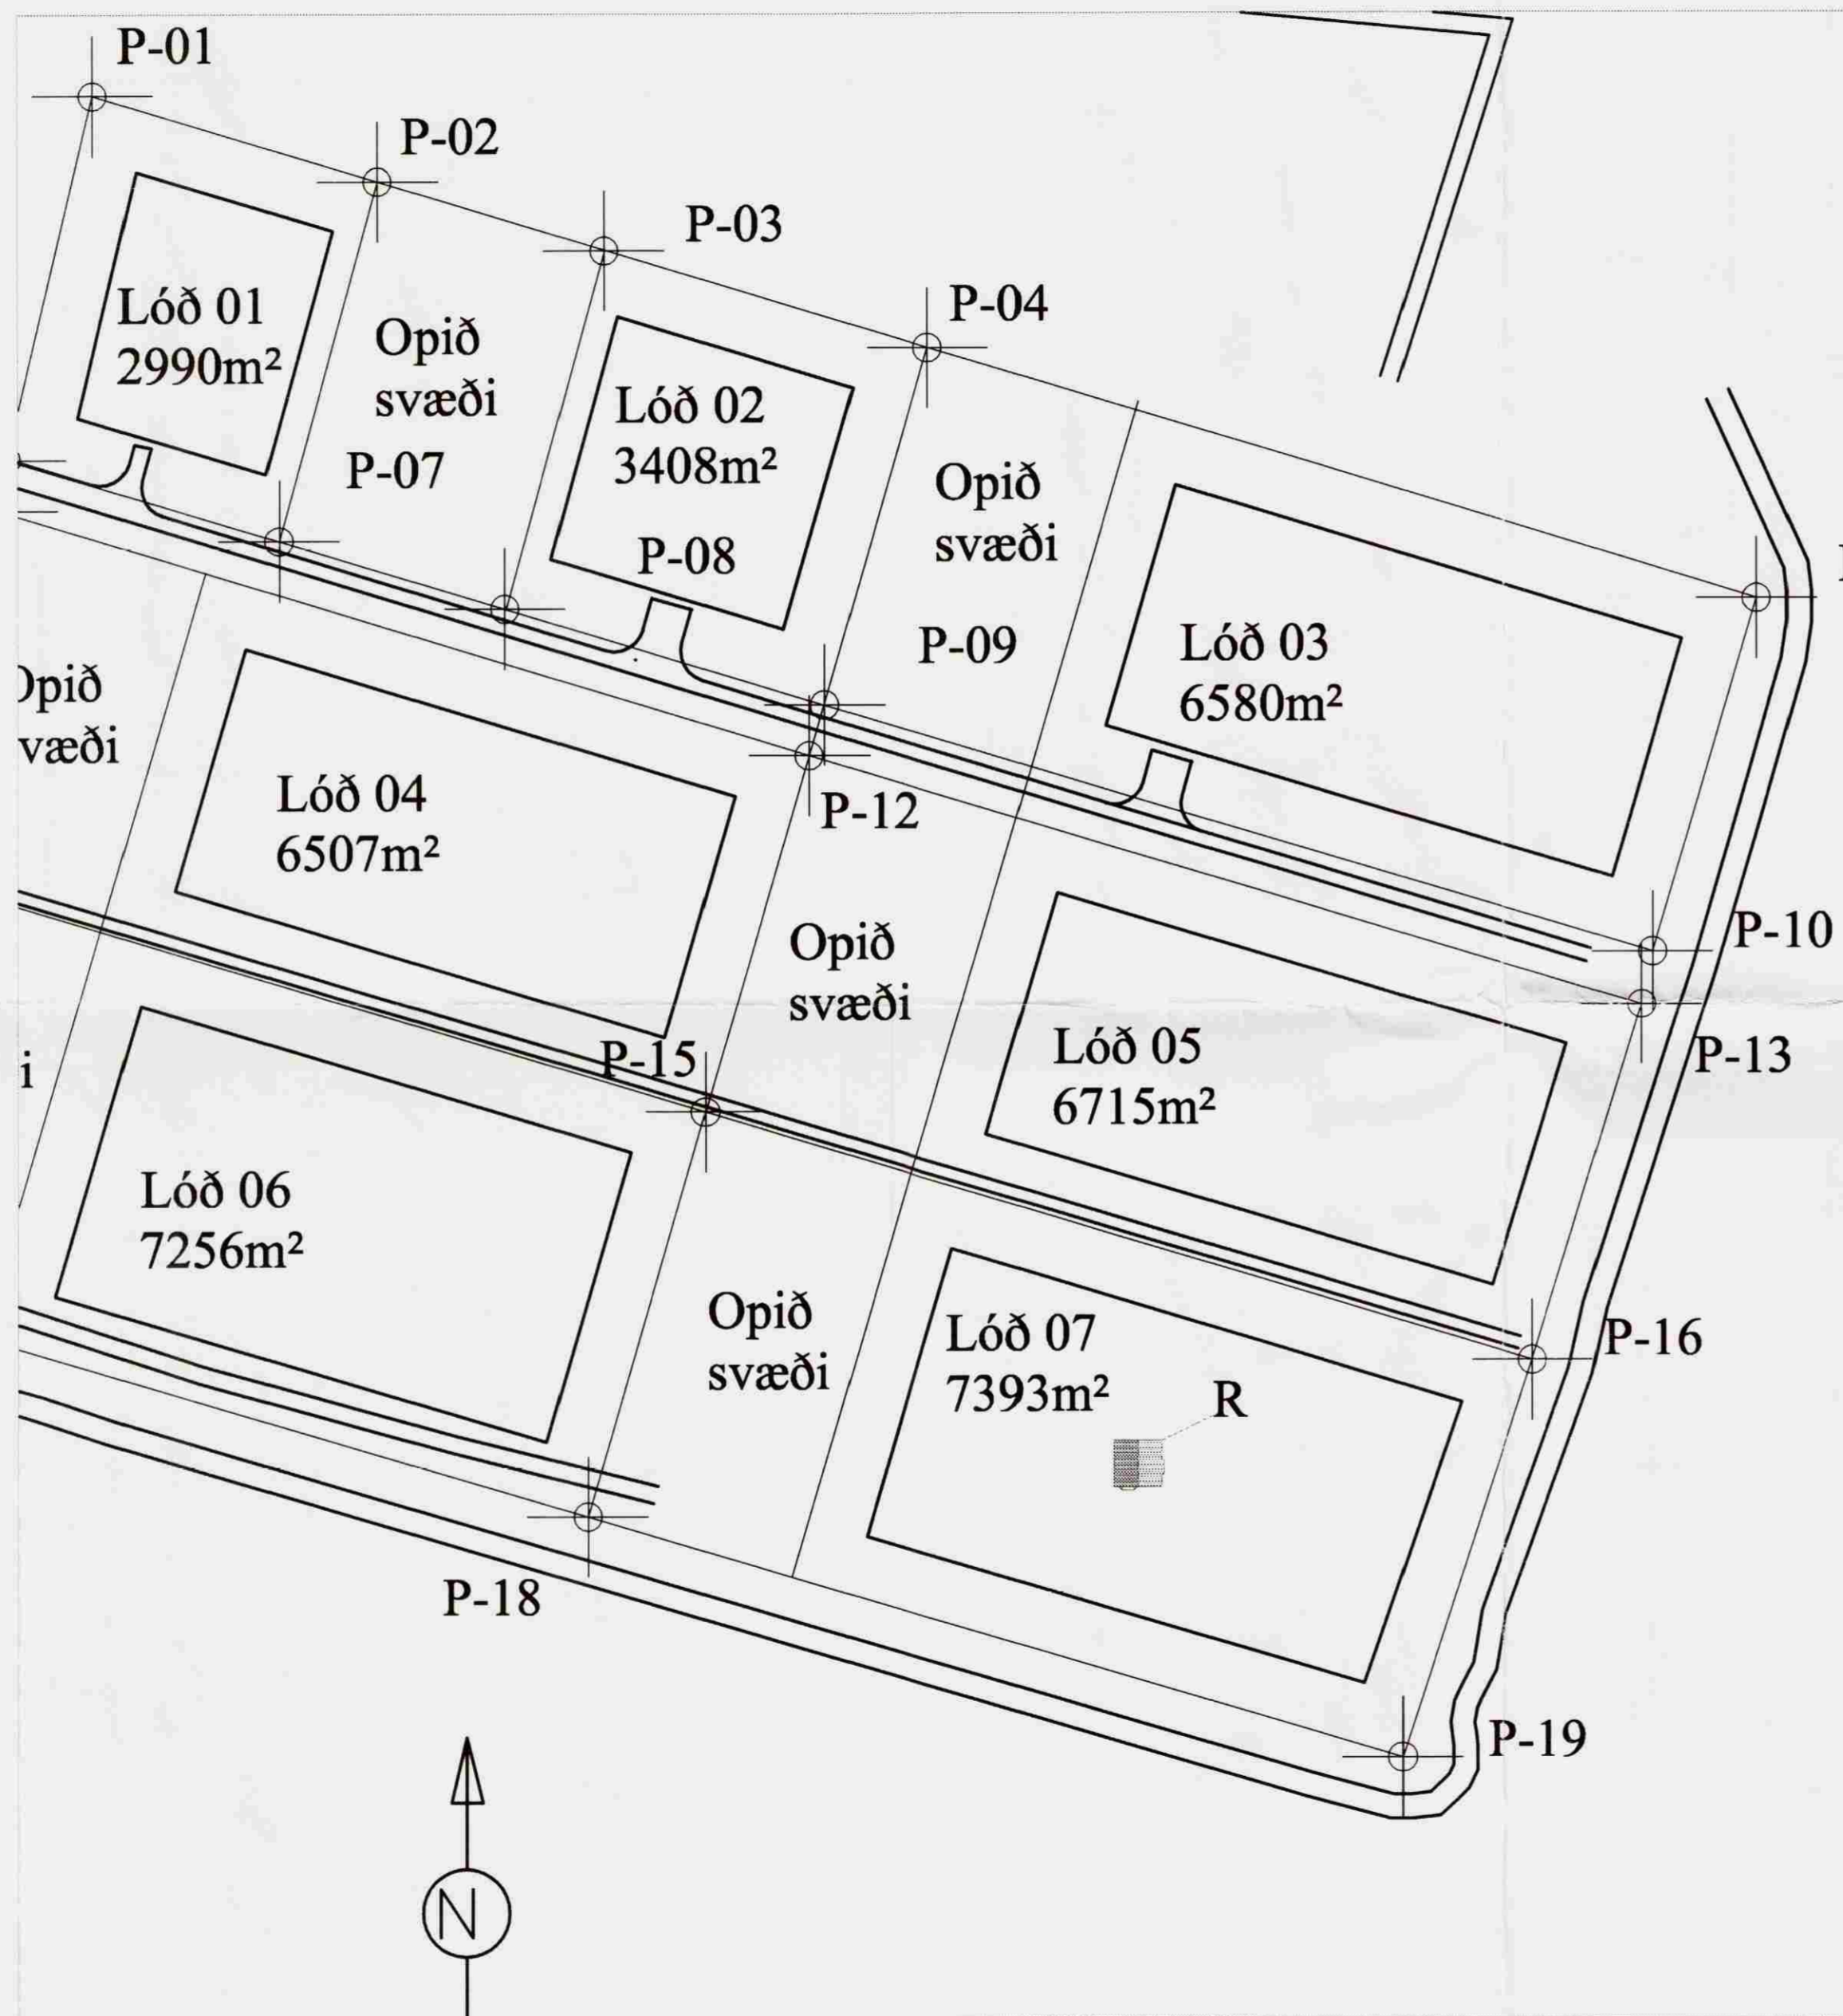 P-01
P-02
P-03
P-04
Lóð 01
2990m²
Opið
svæði
P-07
Lóð 02
3408m²
P-08
Opið
svæði
P-09
Lóð 03
6580m²
Opið
svæði
Lóð 04
6507m²
P-12
Opið
svæði
P-10
P-13
Lóð 05
6715m²
P-15
i
Lóð 06
7256m²
Opið
svæði
Lóð 07
7393m²
R
P-16
P-18
P-19
N